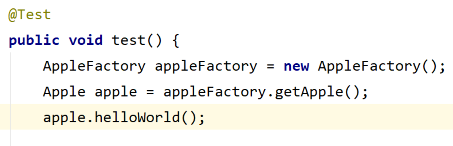 @Test
public void test() {
    AppleFactory appleFactory = new AppleFactory();
    Apple apple = appleFactory.getApple();
    apple.helloWorld();